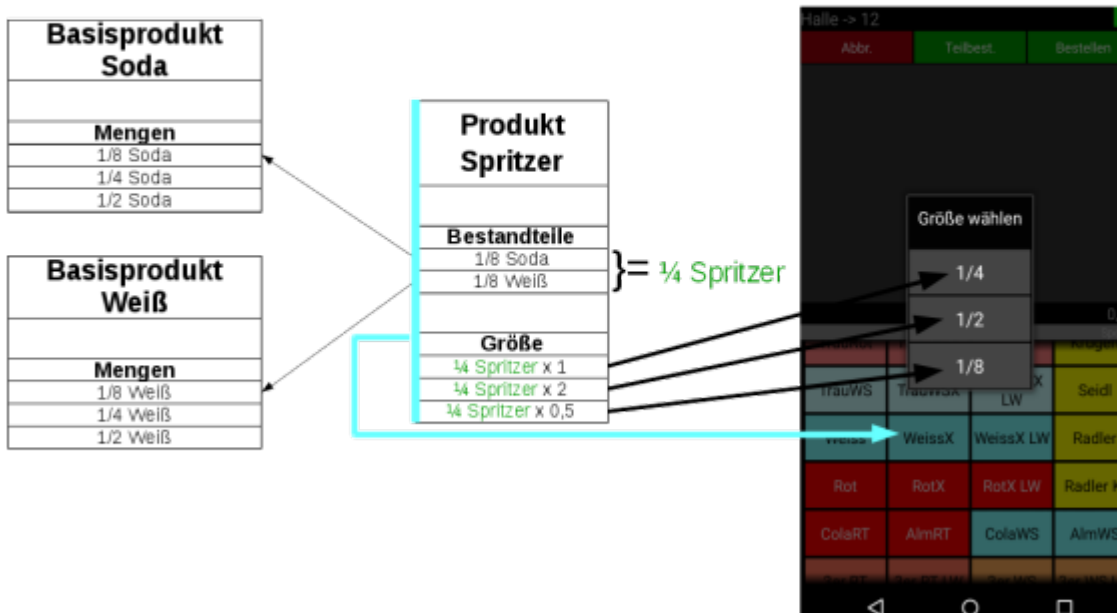 Basisprodukt
Soda
Mengen
1/8 Soda
1/4 Soda
1/2 Soda
Basisprodukt
Weiß
Mengen
1/8 Weiß
1/4 Weiß
1/2 Weiß
Produkt
Spritzer
Bestandteile
1/8 Soda
1/8 Weiß
}= ¼ Spritzer
Größe
¼ Spritzer x 1
¼ Spritzer x 2
¼ Spritzer x 0,5
Halle -> 12
Abbr. Teilbest. Bestellen
Größe wählen
1/4
1/2
1/8
TraubWS LW Seidl
Weiss WeissX WeissX LW Radler
Rot RotX RotX LW Radler
ColaRT AlmRT ColaWS AlmWS